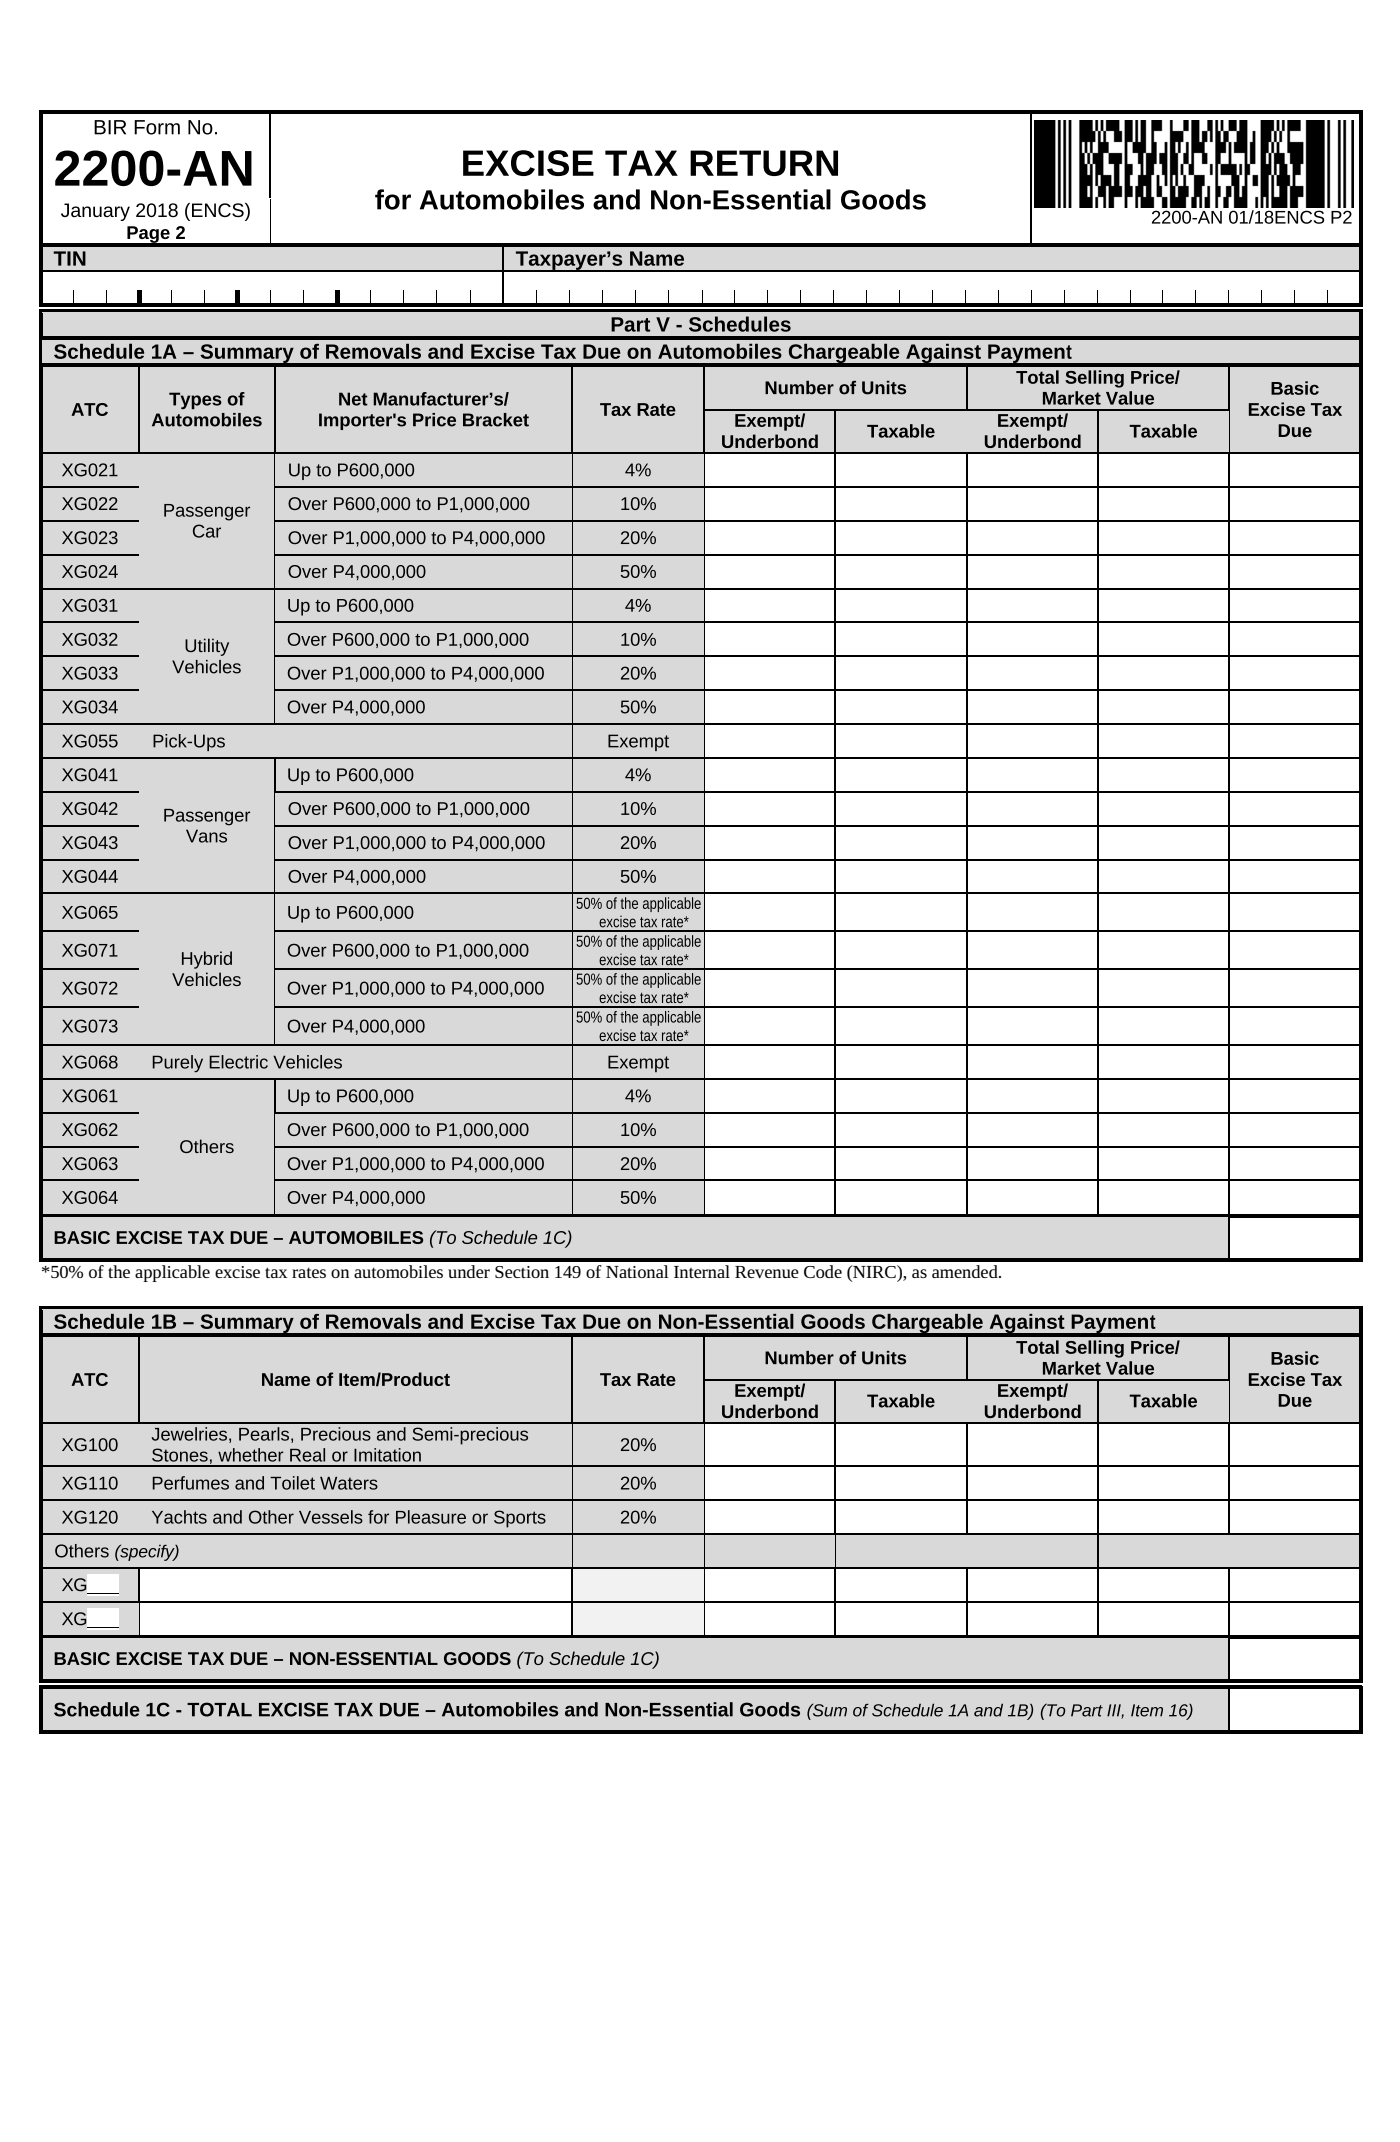 BIR Form No.
2200-AN
January 2018 (ENCS)
Page 2
EXCISE TAX RETURN
for Automobiles and Non-Essential Goods
2200-AN 01/18ENCS P2
TIN Taxpayer’s Name
Part V - Schedules
Schedule 1A – Summary of Removals and Excise Tax Due on Automobiles Chargeable Against Payment
ATC
Types of
Automobiles
Net Manufacturer’s/
Importer's Price Bracket
Tax Rate
Number of Units
Total Selling Price/
Market Value
Basic
Excise Tax
Due
Exempt/
Underbond
Taxable
Exempt/
Underbond
Taxable
XG021
Passenger
Car
Up to P600,000 4%
XG022 Over P600,000 to P1,000,000 10%
XG023 Over P1,000,000 to P4,000,000 20%
XG024 Over P4,000,000 50%
XG031
Utility
Vehicles
Up to P600,000 4%
XG032 Over P600,000 to P1,000,000 10%
XG033 Over P1,000,000 to P4,000,000 20%
XG034 Over P4,000,000 50%
XG055 Pick-Ups Exempt
XG041
Passenger
Vans
Up to P600,000 4%
XG042 Over P600,000 to P1,000,000 10%
XG043 Over P1,000,000 to P4,000,000 20%
XG044 Over P4,000,000 50%
XG065
Hybrid
Vehicles
Up to P600,000
50% of the applicable
excise tax rate*
XG071 Over P600,000 to P1,000,000
50% of the applicable
excise tax rate*
XG072 Over P1,000,000 to P4,000,000
50% of the applicable
excise tax rate*
XG073 Over P4,000,000
50% of the applicable
excise tax rate*
XG068 Purely Electric Vehicles Exempt
XG061
Others
Up to P600,000 4%
XG062 Over P600,000 to P1,000,000 10%
XG063 Over P1,000,000 to P4,000,000 20%
XG064 Over P4,000,000 50%
BASIC EXCISE TAX DUE – AUTOMOBILES (To Schedule 1C)
*50% of the applicable excise tax rates on automobiles under Section 149 of National Internal Revenue Code (NIRC), as amended.
Schedule 1B – Summary of Removals and Excise Tax Due on Non-Essential Goods Chargeable Against Payment
ATC
Name of Item/Product
Tax Rate
Number of Units
Total Selling Price/
Market Value
Basic
Excise Tax
Due
Exempt/
Underbond
Taxable
Exempt/
Underbond
Taxable
XG100
Jewelries, Pearls, Precious and Semi-precious
Stones, whether Real or Imitation
20%
XG110 Perfumes and Toilet Waters 20%
XG120 Yachts and Other Vessels for Pleasure or Sports 20%
Others (specify)
XG___
XG___
BASIC EXCISE TAX DUE – NON-ESSENTIAL GOODS (To Schedule 1C)
Schedule 1C - TOTAL EXCISE TAX DUE – Automobiles and Non-Essential Goods (Sum of Schedule 1A and 1B) (To Part III, Item 16)